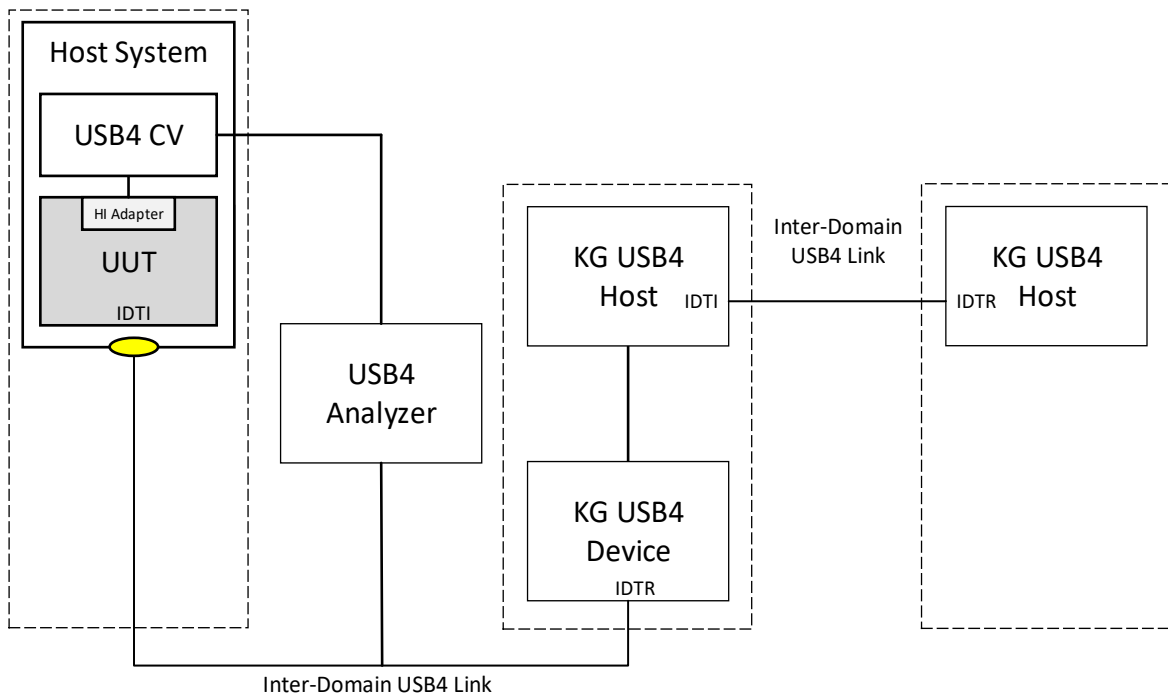 Host System
USB4 CV
HI Adapter
UUT
IDTI
USB4
Analyzer
KG USB4
Host
IDTI
Inter-Domain
USB4 Link
KG USB4
Host
IDTR
KG USB4
Device
IDTR
Inter-Domain USB4 Link